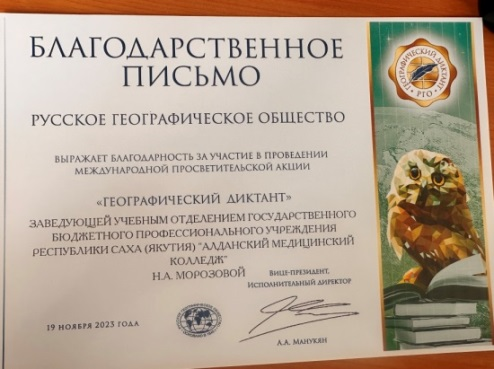 БЛАГОДАРСТВЕННОЕ
ПИСЬМО
РУССКОЕ ГЕОГРАФИЧЕСКОЕ ОБЩЕСТВО
ВЫРАЖАЕТ БЛАГОДАРНОСТЬ ЗА УЧАСТИЕ В ПРОВЕДЕНИИ
МЕЖДУНАРОДНОЙ ПРОСВЕТИТЕЛЬСКОЙ АКЦИИ
«ГЕОГРАФИЧЕСКИЙ ДИКТАНТ»
ЗАВЕДУЮЩЕЙ УЧЕБНЫМ ОТДЕЛЕНИЕМ ГОСУДАРСТВЕННОГО
БЮДЖЕТНОГО ПРОФЕССИОНАЛЬНОГО УЧРЕЖДЕНИЯ
РЕСПУБЛИКИ САХА (ЯКУТИЯ) "АЛДАНСКИЙ МЕДИЦИНСКИЙ
КОЛЛЕДЖ"
Н.А. МОРОЗОВОЙ
ВИЦЕ-ПРЕЗИДЕНТ,
ИСПОЛНИТЕЛЬНЫЙ ДИРЕКТОР
19 НОЯБРЯ 2023 ГОДА
А.А. МАНУКЯН
ГЕОГРАФИЧЕСКИЙ ДИКТАНТ
РГО